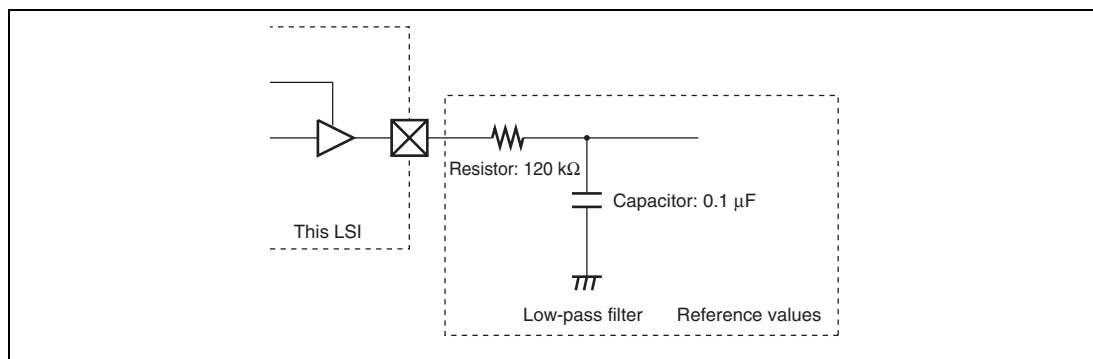 Resistor: 120 kΩ
Capacitor: 0.1 μF
This LSI
Low-pass filter
Reference values